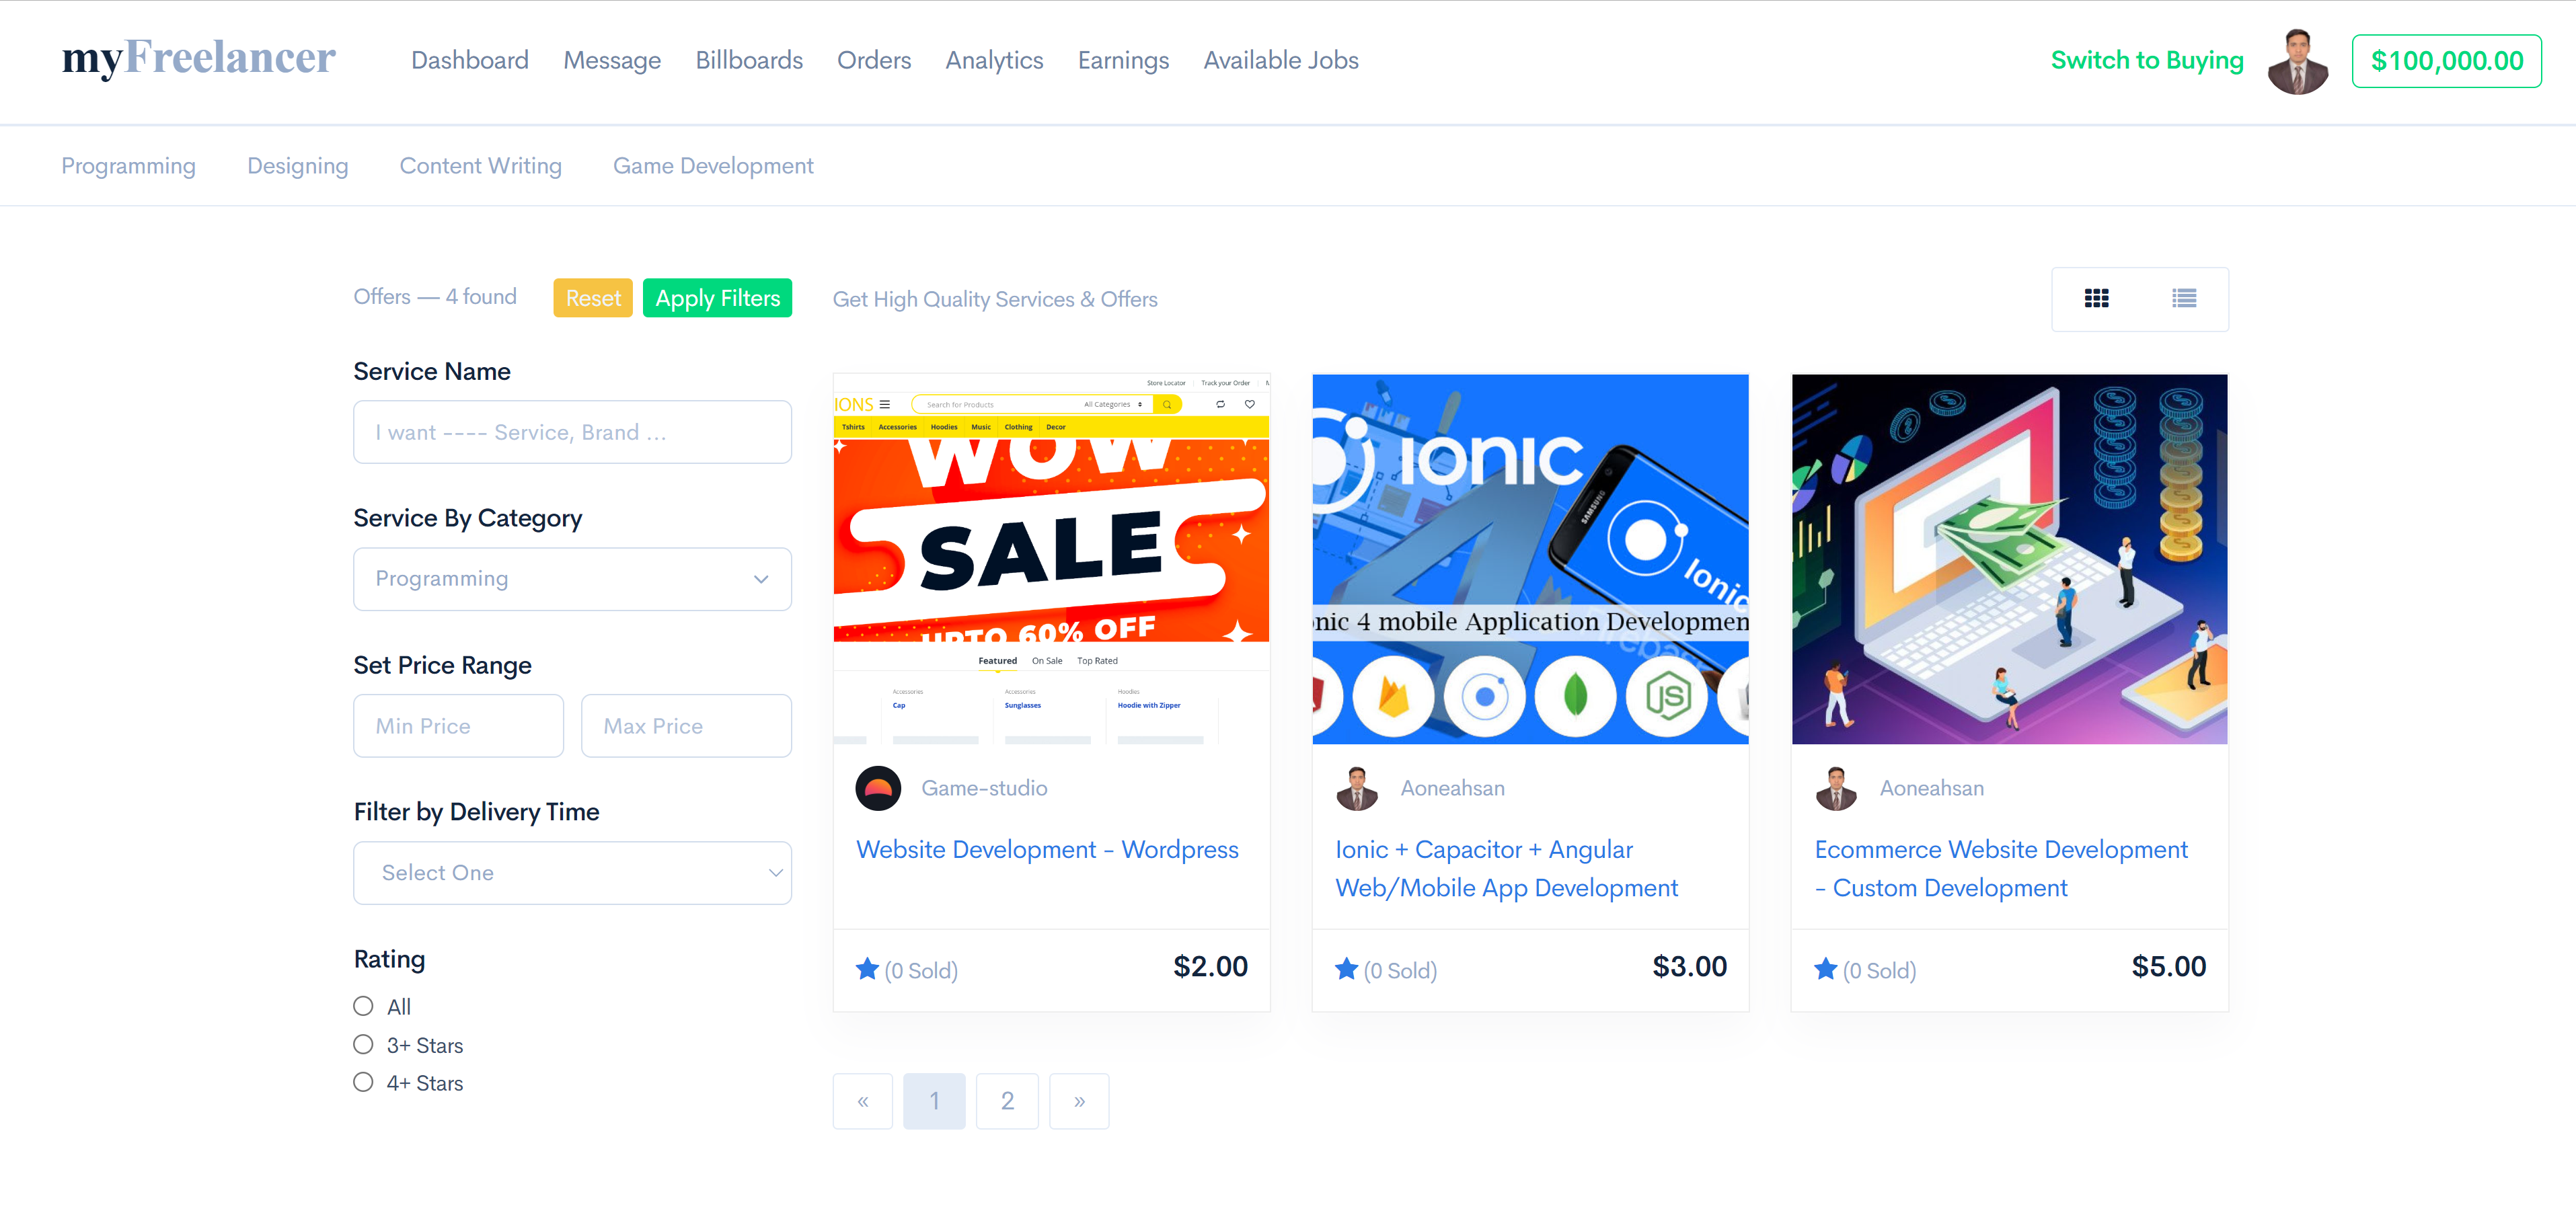 myFreelancer
Dashboard Message Billboards Orders Analytics Earnings Available Jobs
Switch to Buying
$100,000.00
Programming Designing Content Writing Game Development
Offers — 4 found
Reset
Apply Filters
Get High Quality Services & Offers
Service Name
I want ---- Service, Brand ...
Service By Category
Programming
Set Price Range
Min Price
Max Price
Filter by Delivery Time
Select One
Rating
All
3+ Stars
4+ Stars
Store Locator Track your Order
IONS
Search for Products
All Categories
Tshirts Accessories Hoodies Music Clothing Decor
WOW
SALE
UPTO 60% OFF
Featured On Sale Top Rated
Accessories Accessories Hoodies
Cap Sunglasses Hoodie with Zipper
Game-studio
Website Development - Wordpress
(0 Sold)
$2.00
ionic
4
SAMSUNG
Ionic
Firebas
nic 4 mobile Application Developmen
JS
Aoneahsan
Ionic + Capacitor + Angular
Web/Mobile App Development
(0 Sold)
$3.00
Aoneahsan
Ecommerce Website Development
- Custom Development
(0 Sold)
$5.00
« 1 2 »